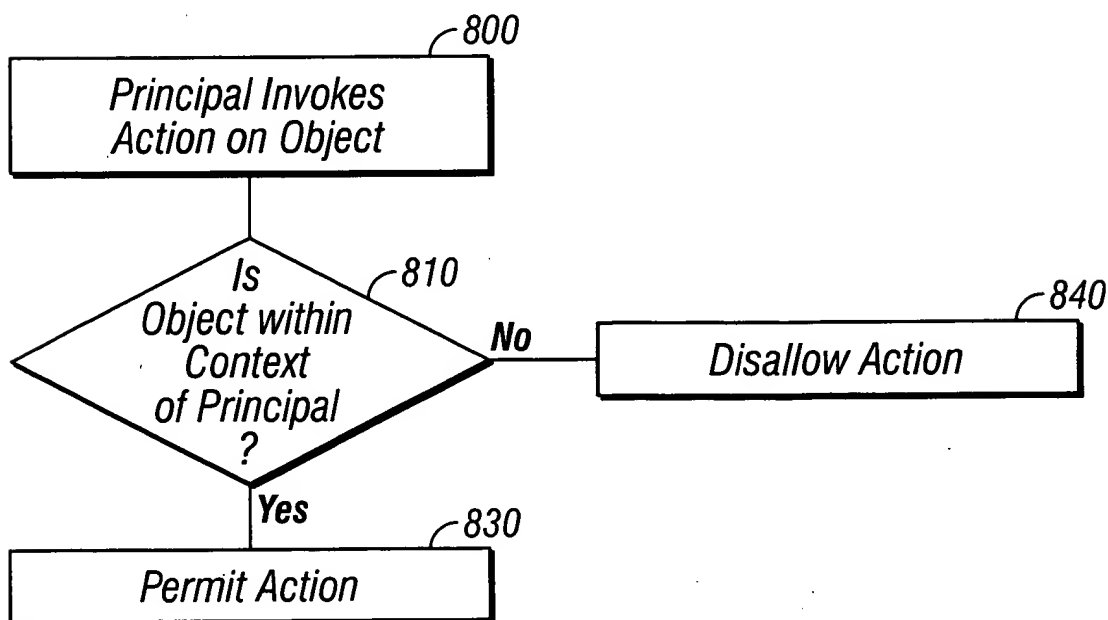 800
Principal Invokes
Action on Object
Is
Object within
Context
of Principal
?
810
No
840
Disallow Action
Yes
830
Permit Action